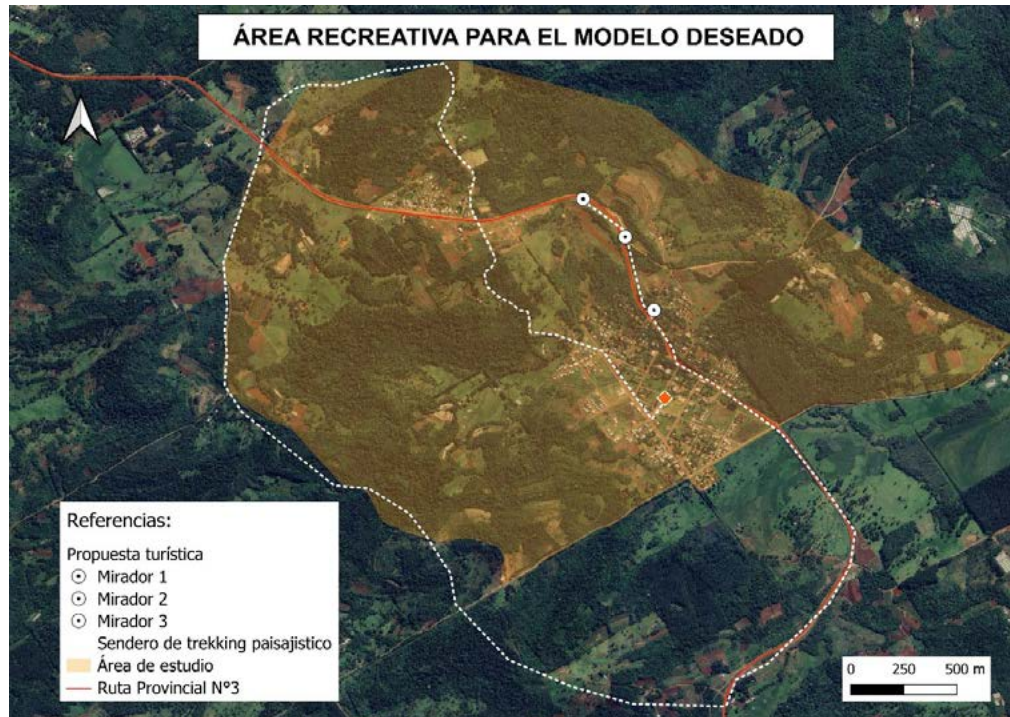 ÁREA RECREATIVA PARA EL MODELO DESEADO
Referencias:
Propuesta turística
Mirador 1
Mirador 2
Mirador 3
Sendero de trekking paisajistico
Área de estudio
Ruta Provincial Nº3
0 250 500 m